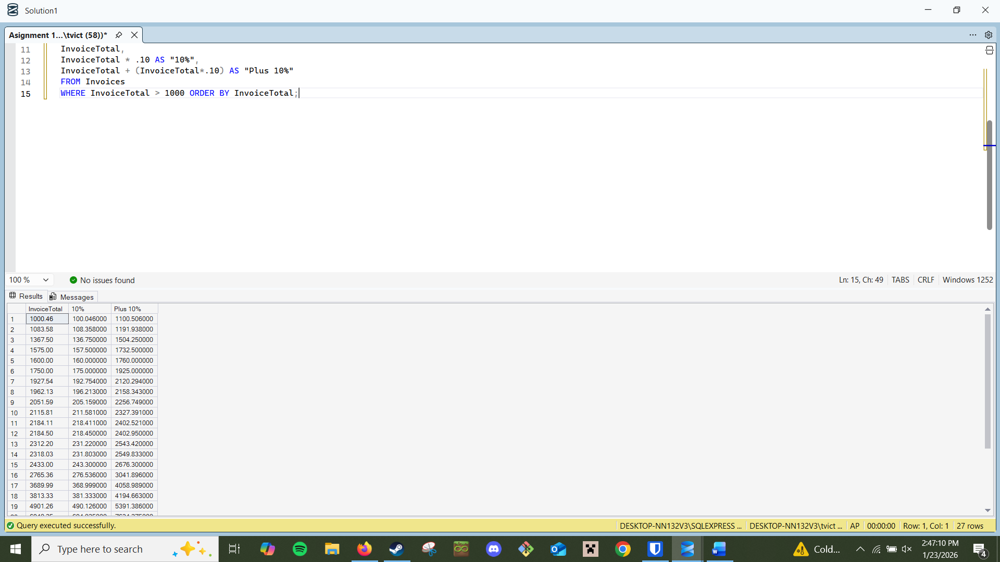 Solution1
Asignment 1...\tvict (58))*
11 InvoiceTotal,
12 InvoiceTotal * .10 AS "10%",
13 InvoiceTotal + (InvoiceTotal*.10) AS "Plus 10%"
14 FROM Invoices
15 WHERE InvoiceTotal > 1000 ORDER BY InvoiceTotal;
100 % No issues found Ln: 15, Ch: 49 TABS CRLF Windows 1252
Results Messages
InvoiceTotal 10% Plus 10%
1 1000.46 100.046000 1100.506000
2 1083.58 108.358000 1191.938000
3 1367.50 136.750000 1504.250000
4 1575.00 157.500000 1732.500000
5 1600.00 160.000000 1760.000000
6 1750.00 175.000000 1925.000000
7 1927.54 192.754000 2120.294000
8 1962.13 196.213000 2158.343000
9 2051.59 205.159000 2256.749000
10 2115.81 211.581000 2327.391000
11 2184.11 218.411000 2402.521000
12 2184.50 218.450000 2402.950000
13 2312.20 231.220000 2543.420000
14 2318.03 231.803000 2549.833000
15 2433.00 243.300000 2676.300000
16 2765.36 276.536000 3041.896000
17 3689.99 368.999000 4058.989000
18 3813.33 381.333000 4194.663000
19 4901.26 490.126000 5391.386000
Query executed successfully. DESKTOP-NN132V3\SQLEXPRESS ... DESKTOP-NN132V3\tvict ... AP 00:00:00 Row: 1, Col: 1 27 rows
Type here to search Cold... 2:47:10 PM
1/23/2026
4